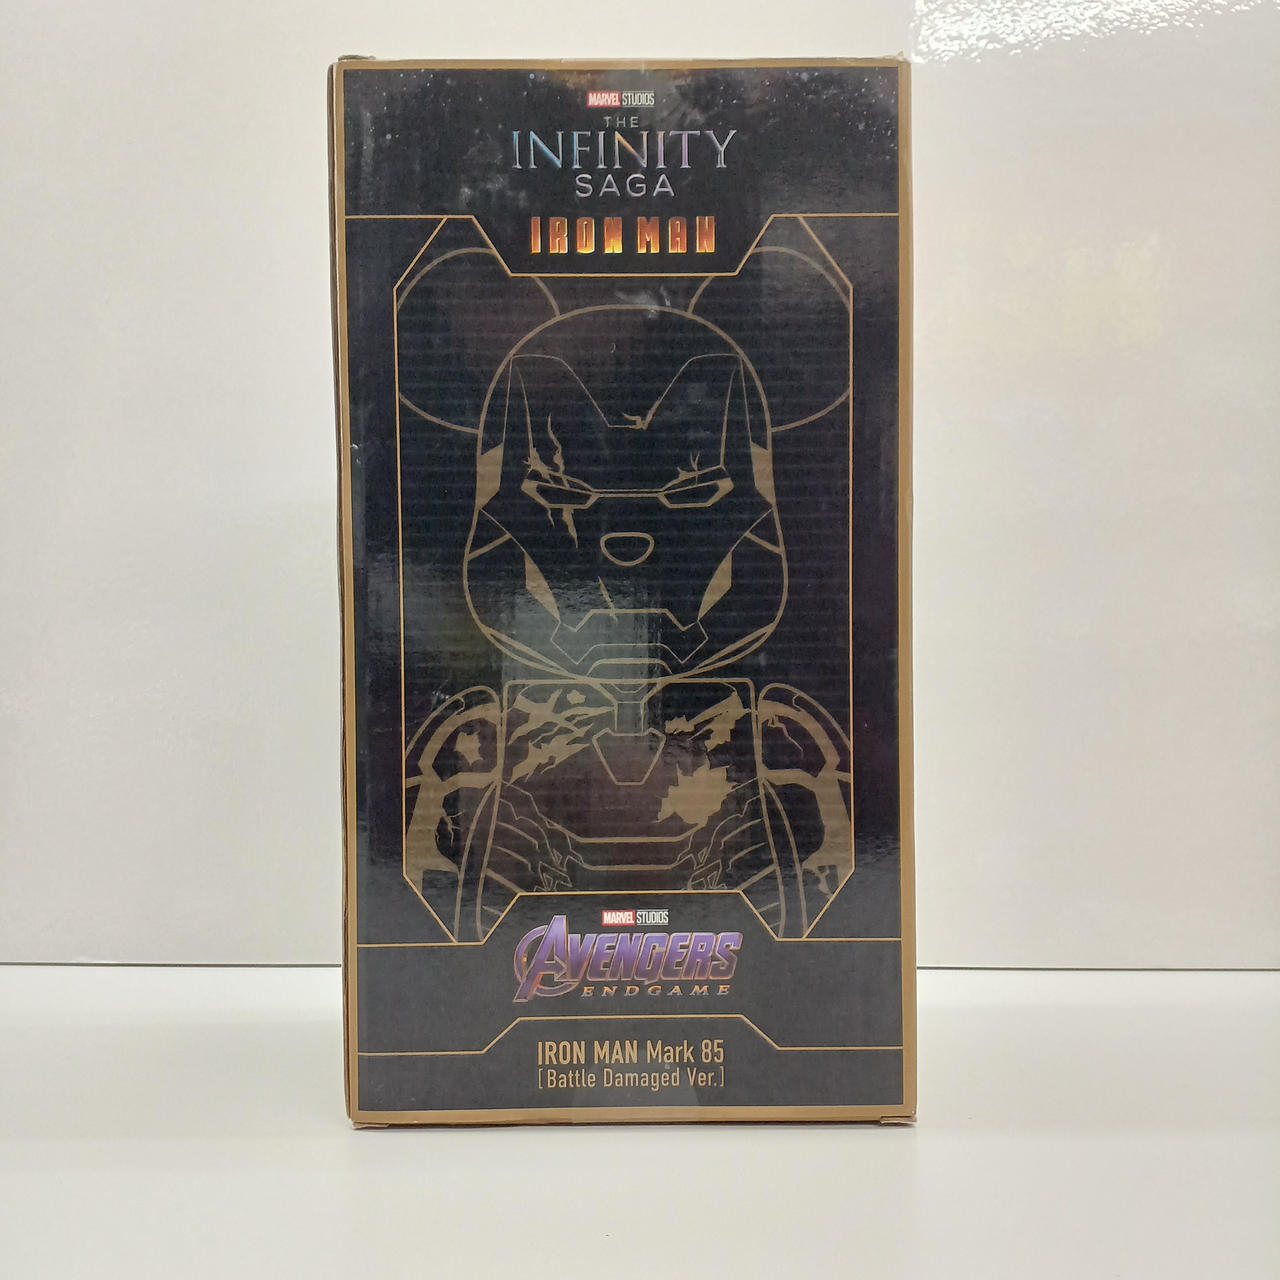 MARVEL STUDIOS
THE
INFINITY
SAGA
IRON MAN
MARVEL STUDIOS
AVENGERS
ENDGAME
IRON MAN Mark 85
[Battle Damaged Ver.]